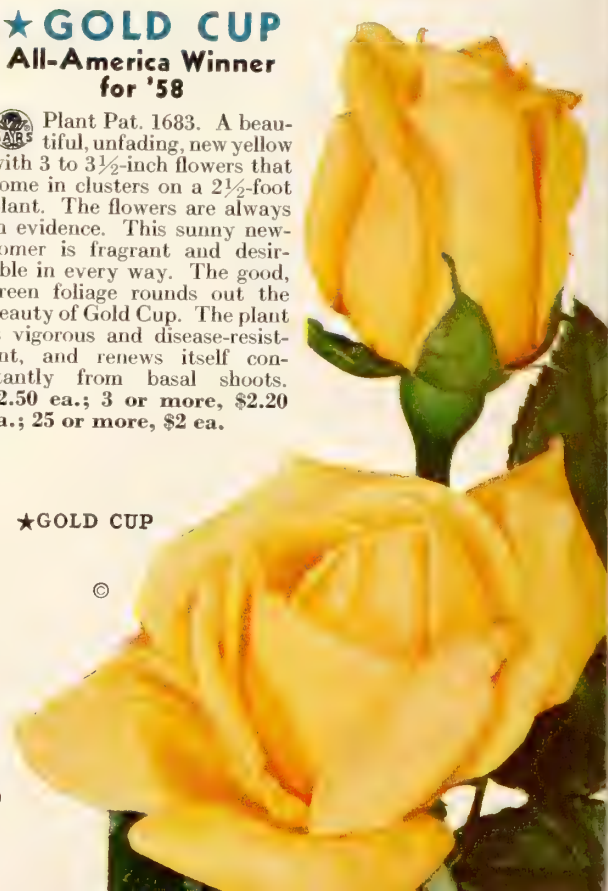 ★GOLD CUP
All-America Winner
for '58
AARS Plant Pat. 1683. A beau-
tiful, unfading, new yellow
with 3 to 3½-inch flowers that
ome in clusters on a 2½-foot
lant. The flowers are always
n evidence. This sunny new-
omer is fragrant and desir-
ble in every way. The good,
reen foliage rounds out the
eauty of Gold Cup. The plant
s vigorous and disease-resist-
nt, and renews itself con-
tantly from basal shoots.
2.50 ea.; 3 or more, $2.20
a.; 25 or more, $2 ea.
★GOLD CUP
©